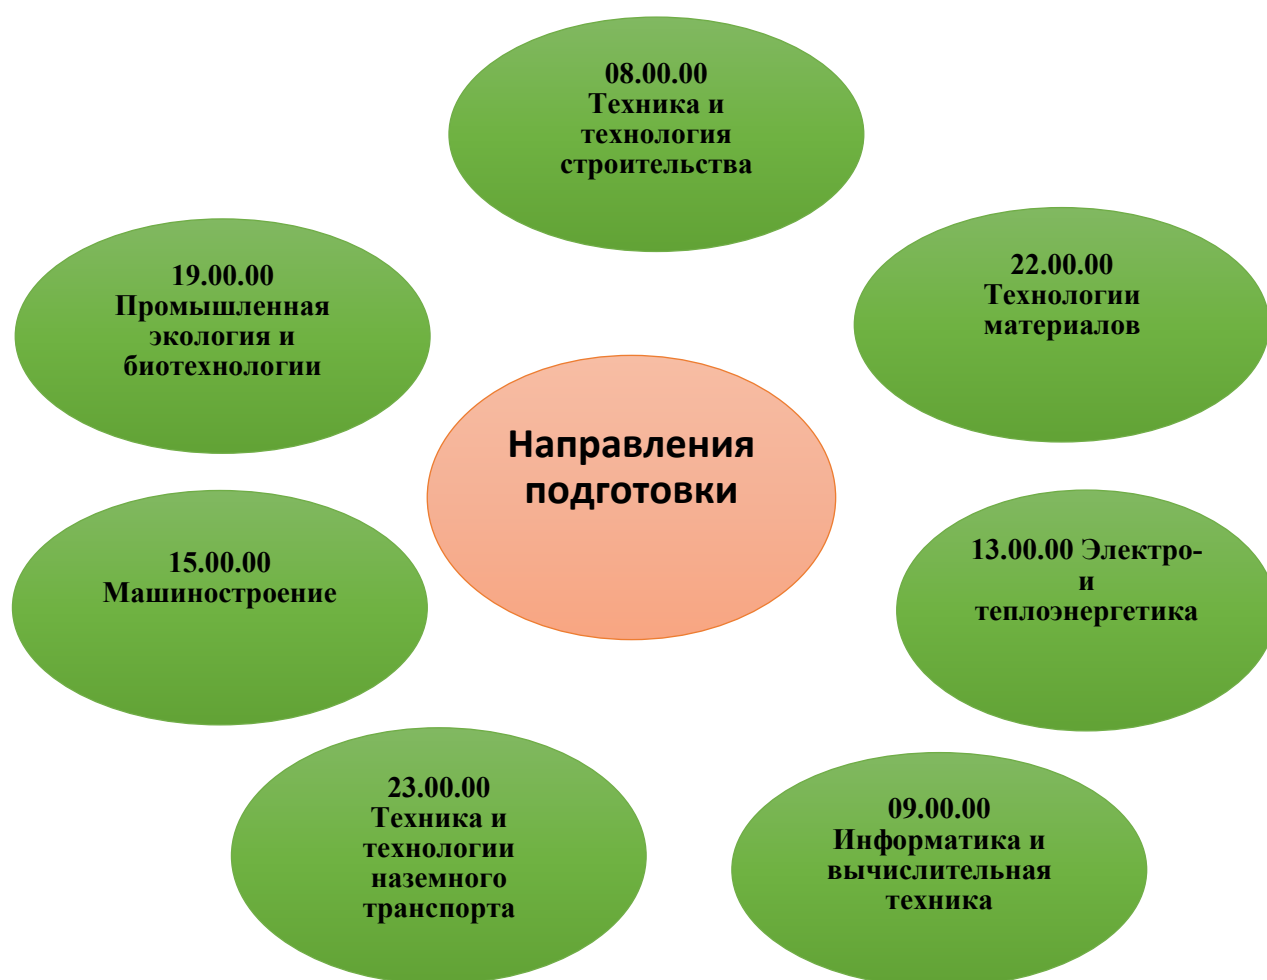 08.00.00
Техника и
технология
строительства
19.00.00
Промышленная
экология и
биотехнологии
22.00.00
Технологии
материалов
Направления
подготовки
15.00.00
Машиностроение
13.00.00 Электро-
и
теплоэнергетика
23.00.00
Техника и
технологии
наземного
транспорта
09.00.00
Информатика и
вычислительная
техника